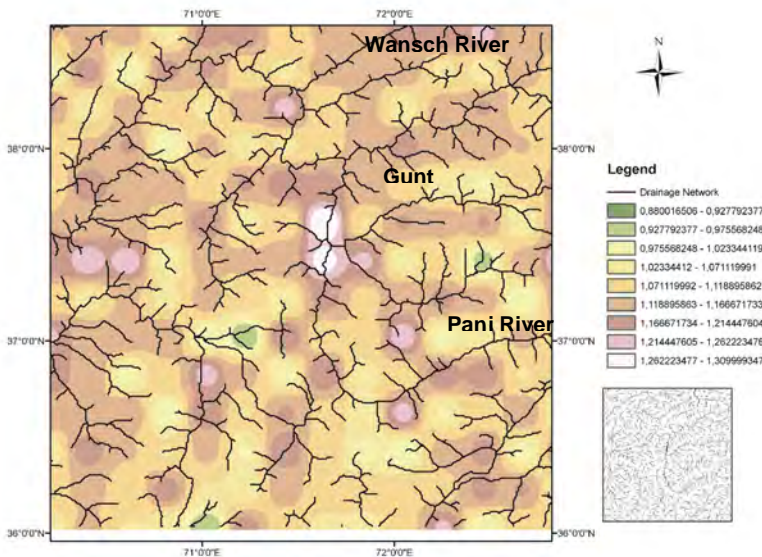 71°0'0"E
72°0'0"E
Wansch River
N
38°0'0"N
38°0'0"N
Gunt
Legend
Drainage Network
0,880016506 - 0,927792377
0,927792377 - 0,975568248
0,975568248 - 1,023344119
1,02334412 - 1,071119991
1,071119992 - 1,118895862
1,118895863 - 1,166671733
1,166671734 - 1,214447604
1,214447605 - 1,262223476
1,262223477 - 1,309999347
Pani River
37°0'0"N
37°0'0"N
36°0'0"N
36°0'0"N
71°0'0"E
72°0'0"E